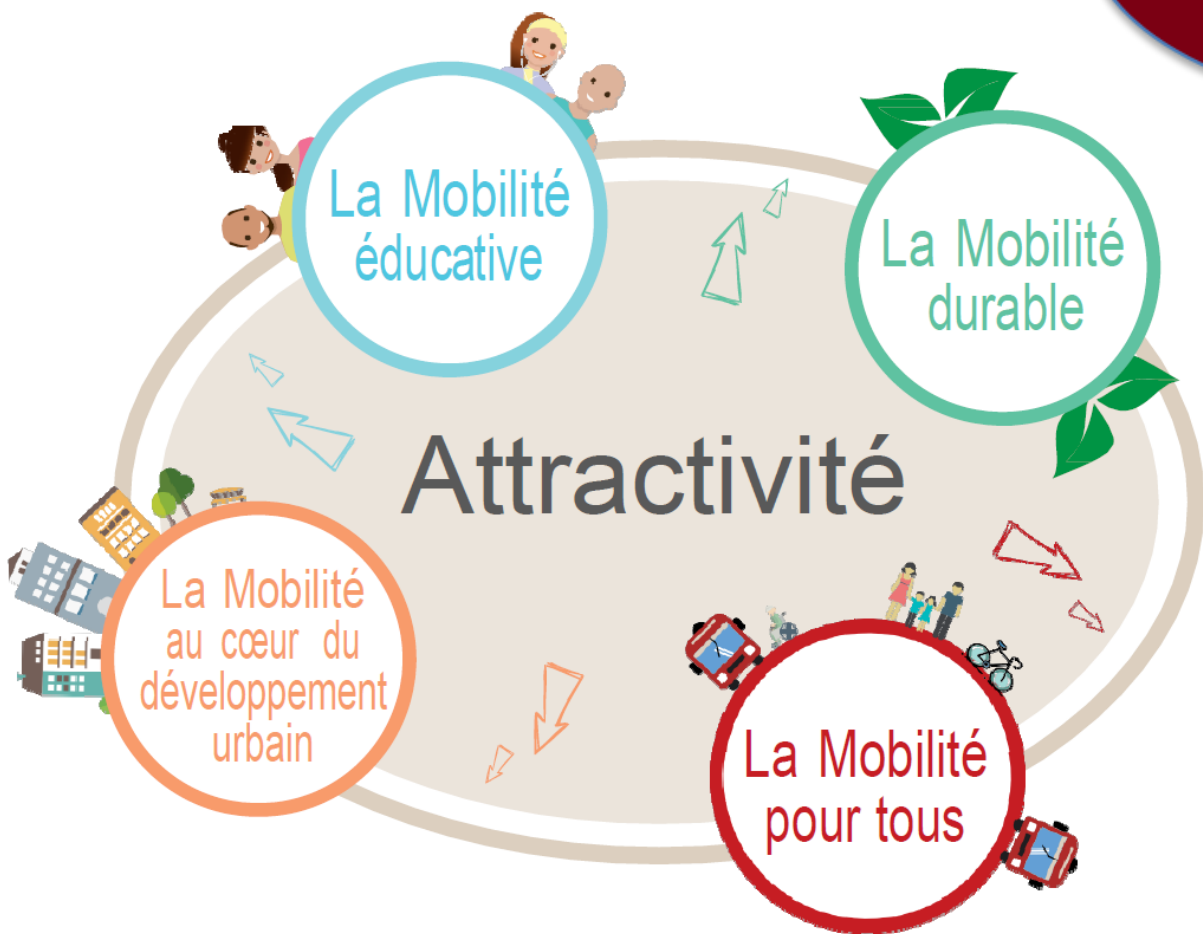 La Mobilité
éducative
La Mobilité
durable
Attractivité
La Mobilité
au cœur du
développement
urbain
La Mobilité
pour tous